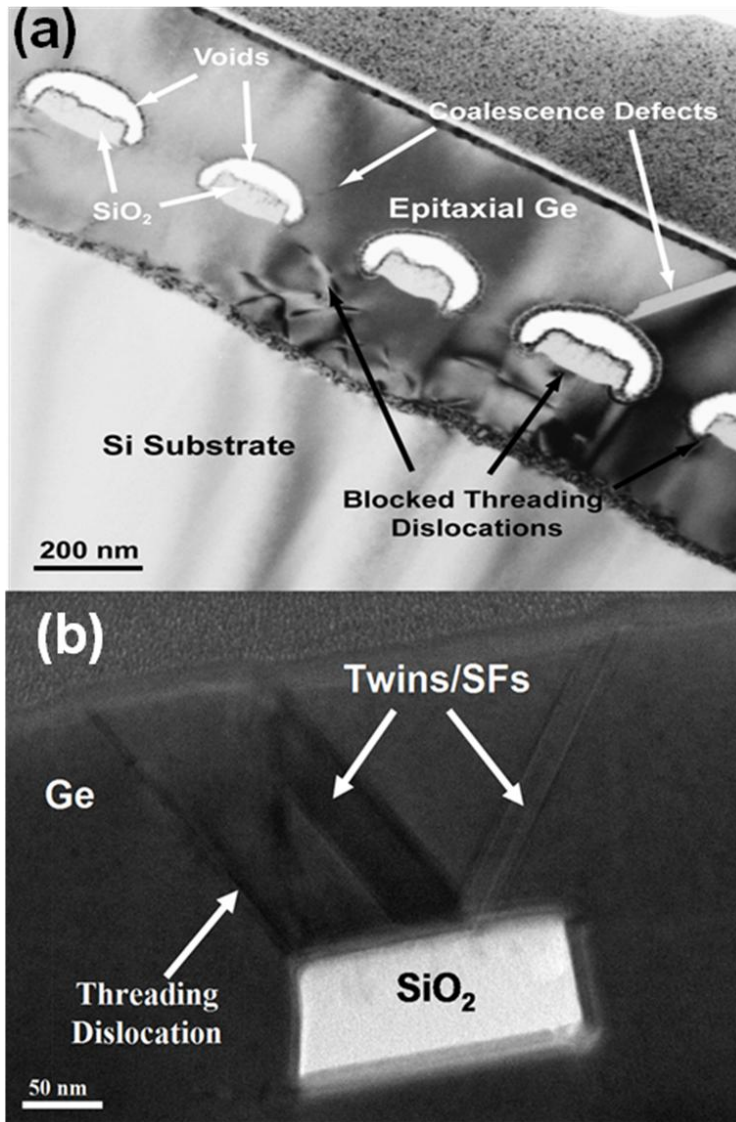 (a)
Voids
Coalescence Defects
SiO₂
Epitaxial Ge
Si Substrate
Blocked Threading
Dislocations
200 nm
(b)
Twins/SFs
Ge
SiO₂
Threading
Dislocation
50 nm